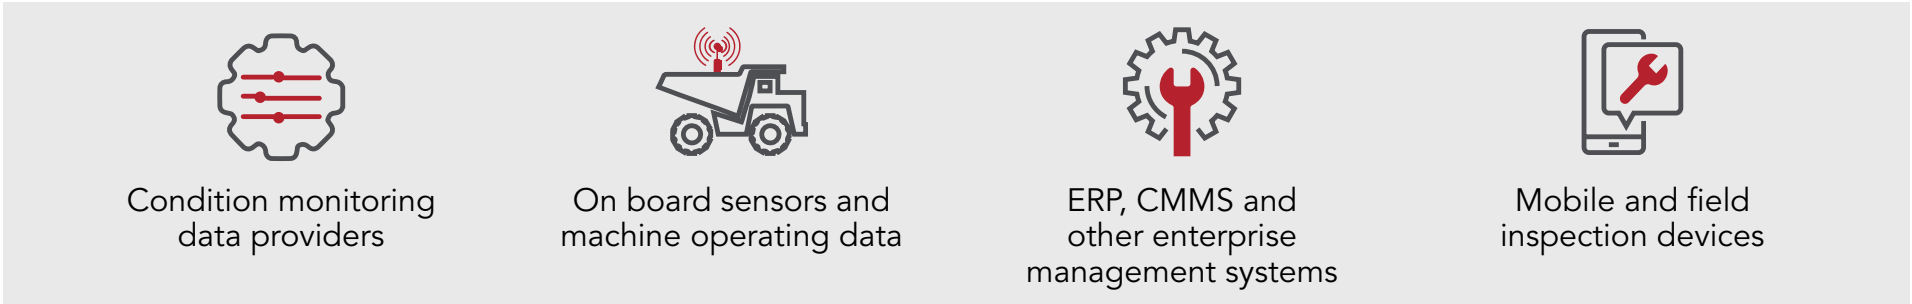 Condition monitoring
data providers
On board sensors and
machine operating data
ERP, CMMS and
other enterprise
management systems
Mobile and field
inspection devices